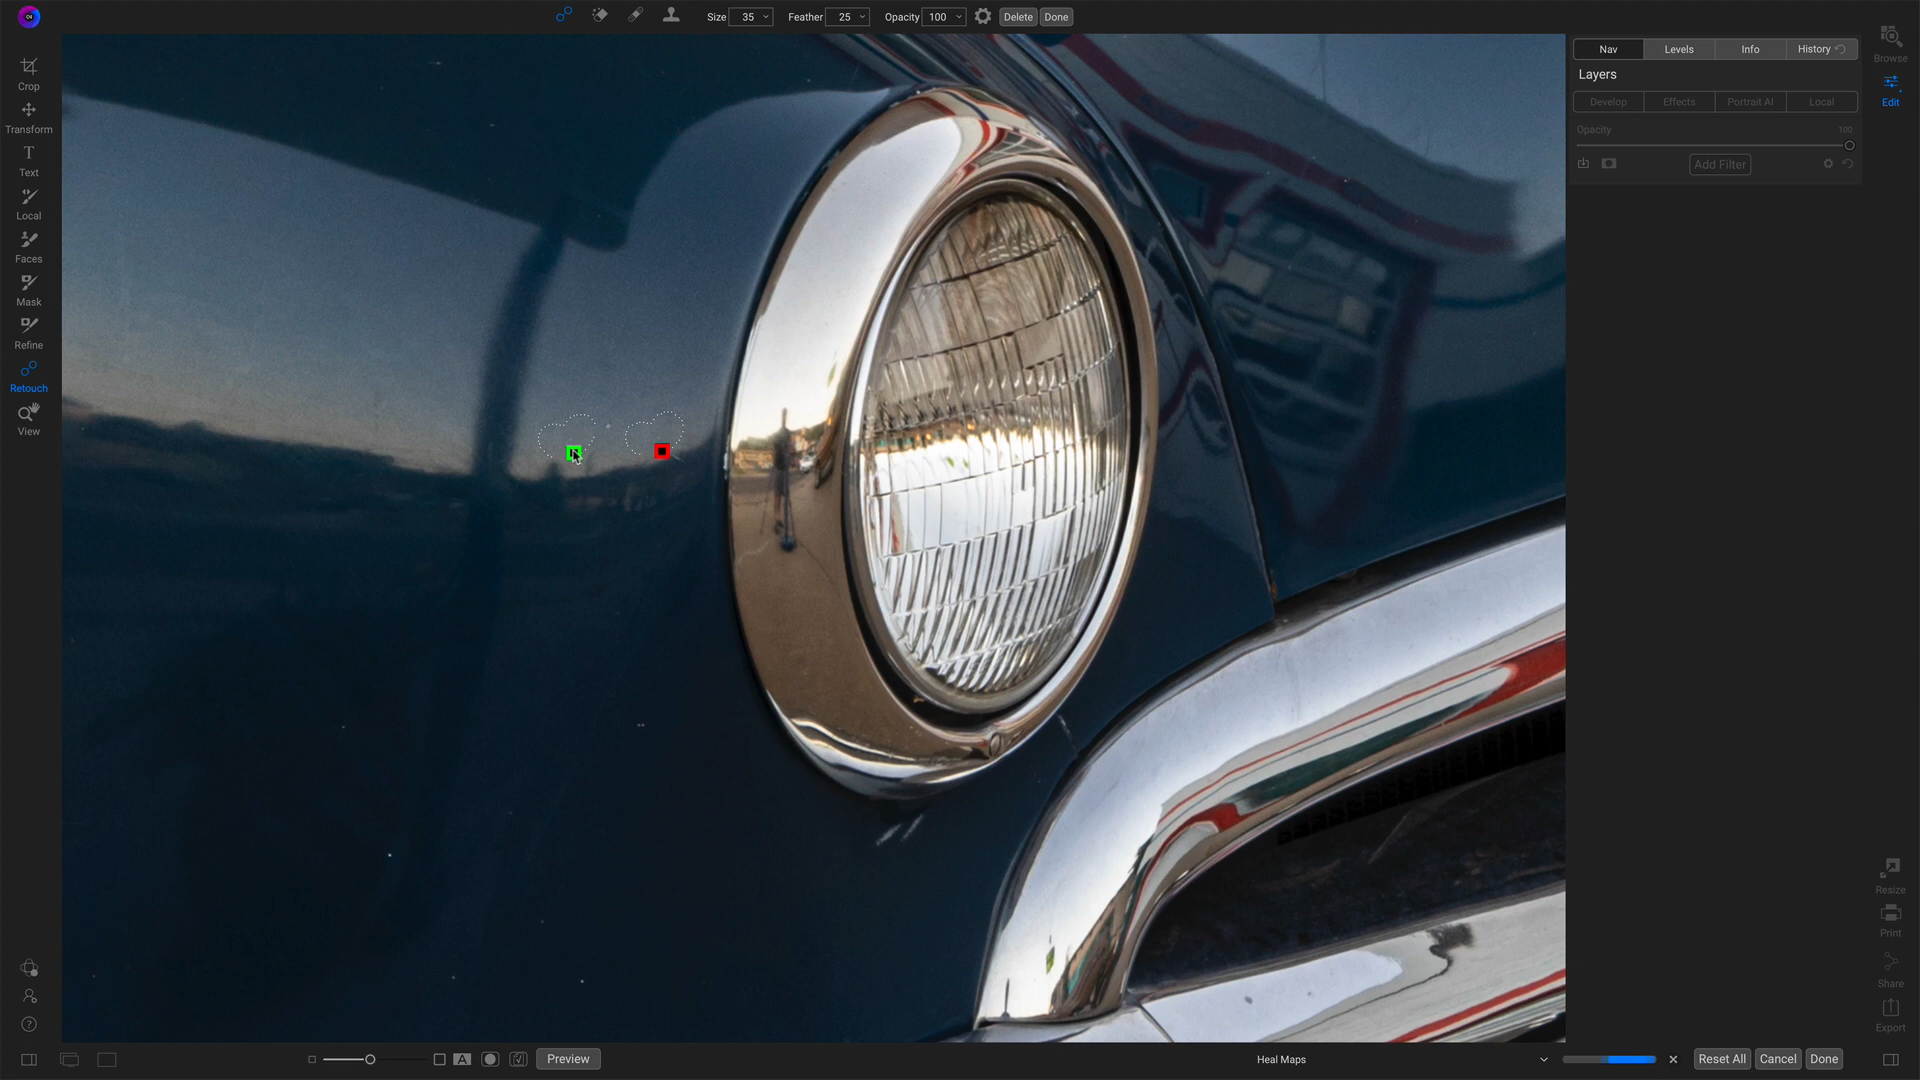 Size 35 Feather 25 Opacity 100 Delete Done
Nav Levels Info History
Browse
Layers
Edit
Develop Effects Portrait AI Local
Opacity 100
Add Filter
Crop
Transform
T
Text
Local
Faces
Mask
Refine
Retouch
View
Resize
Print
Share
Export
?
A
Preview
Heal Maps
Reset All Cancel Done